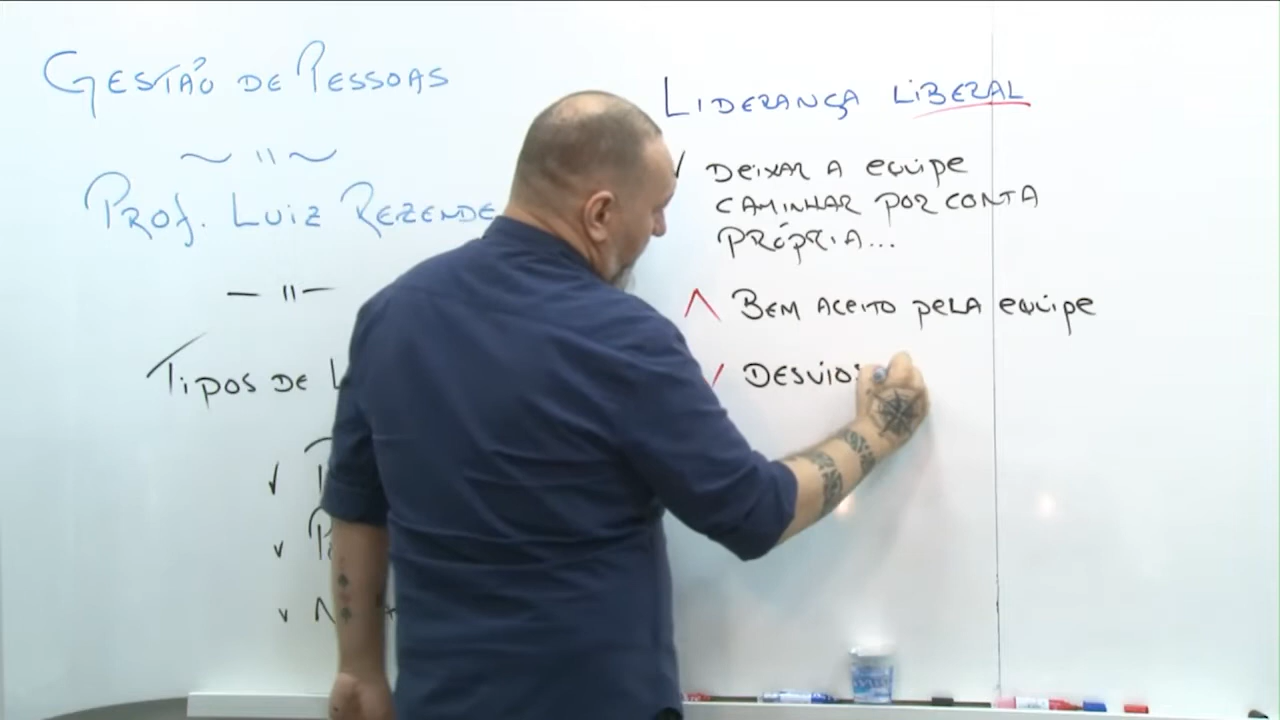 Gestão de Pessoas
Prof. Luiz Rezende
Tipos de
Liderança liberal
Deixar a equipe
caminhar por conta
própria...
Bem aceito pela equipe
Desvios